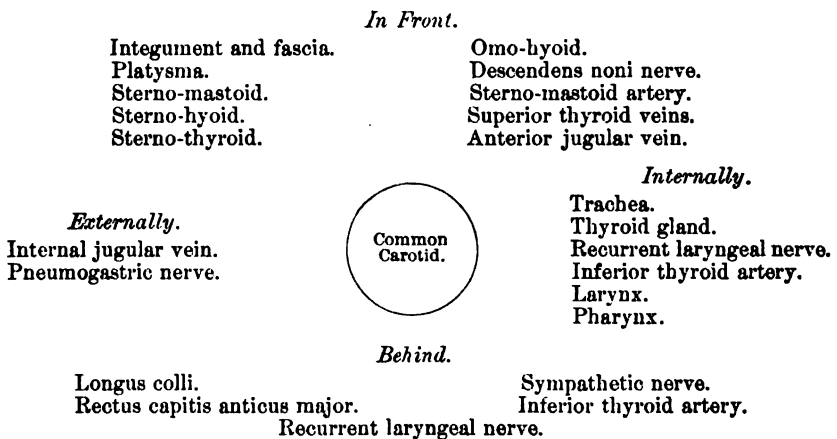 In Front.
Integument and fascia.
Platysma.
Sterno-mastoid.
Sterno-hyoid.
Sterno-thyroid.
Omo-hyoid.
Descendens noni nerve.
Sterno-mastoid artery.
Superior thyroid veins.
Anterior jugular vein.
Externally.
Internal jugular vein.
Pneumogastric nerve.
Common
Carotid.
Internally.
Trachea.
Thyroid gland.
Recurrent laryngeal nerve.
Inferior thyroid artery.
Larynx.
Pharynx.
Behind.
Longus colli.
Rectus capitis anticus major.
Sympathetic nerve.
Inferior thyroid artery.
Recurrent laryngeal nerve.